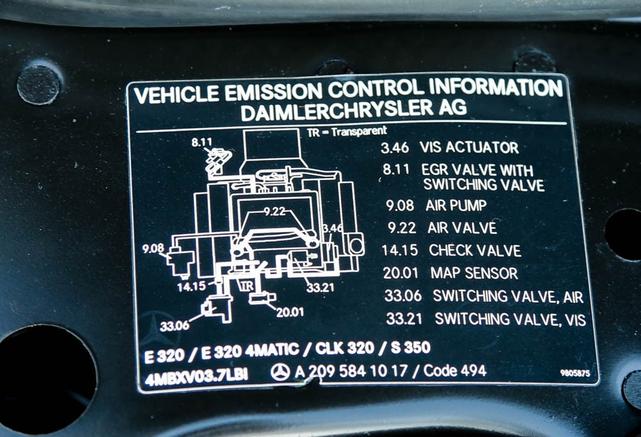 VEHICLE EMISSION CONTROL INFORMATION
DAIMLERCHRYSLER AG
TR = Transparent
8.11
9.22
3.46
9.08
14.15
TR
33.21
33.06
20.01
3.46 VIS ACTUATOR
8.11 EGR VALVE WITH
SWITCHING VALVE
9.08 AIR PUMP
9.22 AIR VALVE
14.15 CHECK VALVE
20.01 MAP SENSOR
33.06 SWITCHING VALVE, AIR
33.21 SWITCHING VALVE, VIS
E 320 / E 320 4MATIC / CLK 320 / S 350
4MBXV03.7LBI A 209 584 10 17 / Code 494
9805875